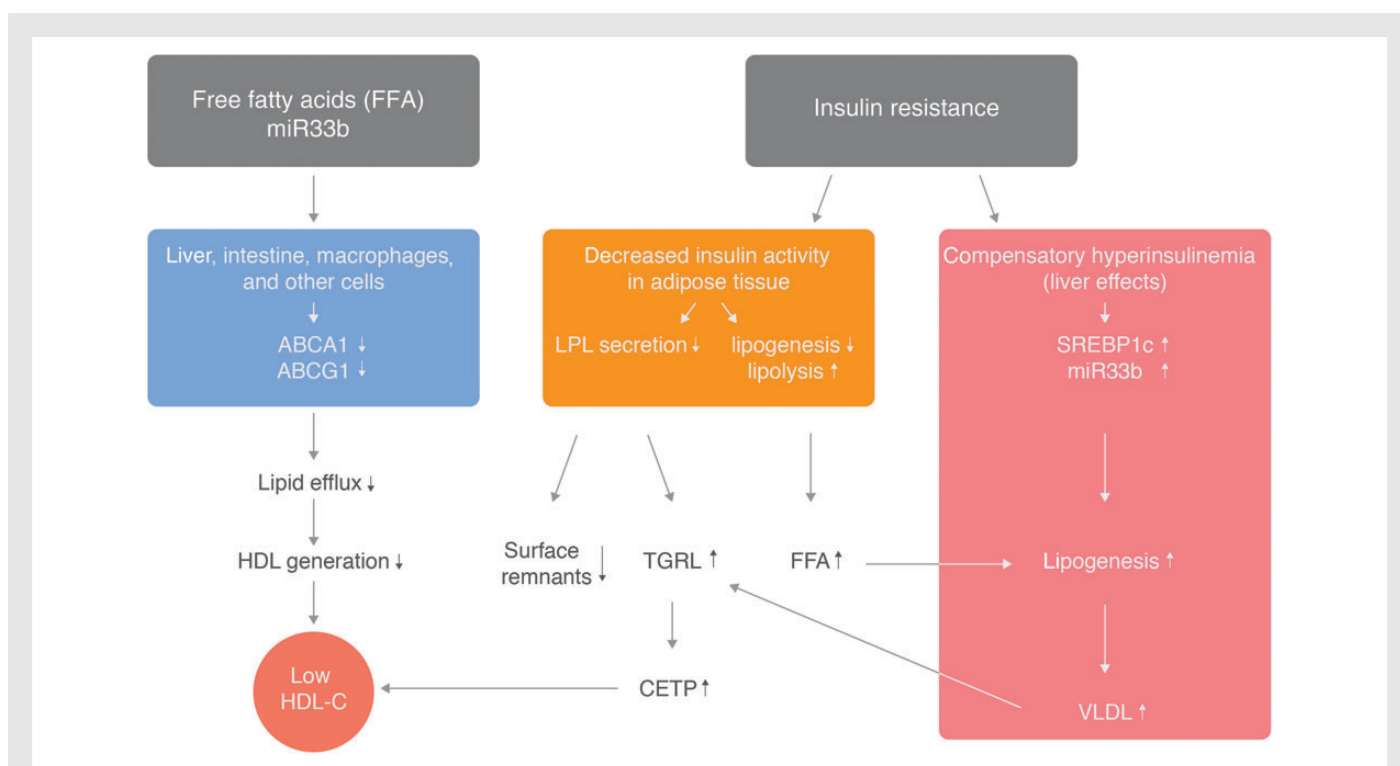 Free fatty acids (FFA)
miR33b
Insulin resistance
Liver, intestine, macrophages,
and other cells
ABCA1 ↓
ABCG1 ↓
Decreased insulin activity
in adipose tissue
LPL secretion ↓
lipogenesis ↓
lipolysis ↑
Compensatory hyperinsulinemia
(liver effects)
SREBP1c ↑
miR33b ↑
Lipid efflux ↓
HDL generation ↓
Low
HDL-C
Surface
remnants ↓
TGRL ↑
FFA ↑
Lipogenesis ↑
CETP ↑
VLDL ↑